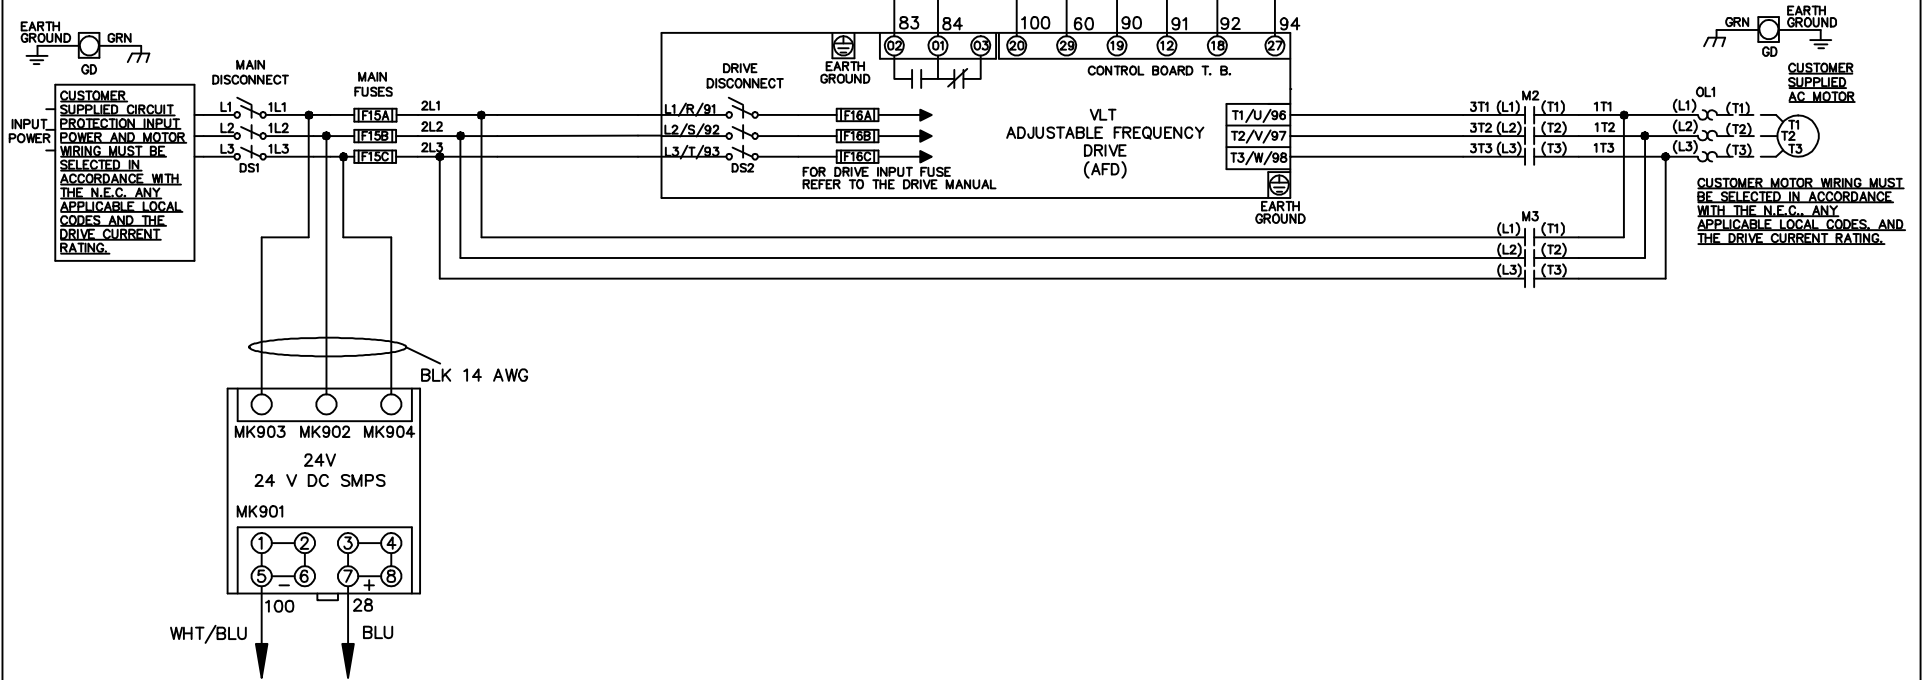 EARTH
GROUND
GRN
GD
83
84
100
60
90
91
92
94
02
01
03
20
29
19
12
18
27
EARTH
GROUND
CONTROL BOARD T. B.
GRN
EARTH
GROUND
GD
INPUT
POWER
CUSTOMER
SUPPLIED CIRCUIT
PROTECTION INPUT
POWER AND MOTOR
WIRING MUST BE
SELECTED IN
ACCORDANCE WITH
THE N.E.C. ANY
APPLICABLE LOCAL
CODES AND THE
DRIVE CURRENT
RATING.
MAIN
DISCONNECT
L1
1L1
L2
1L2
L3
1L3
DS1
MAIN
FUSES
F15A
F15B
F15C
2L1
2L2
2L3
DRIVE
DISCONNECT
L1/R/91
L2/S/92
L3/T/93
DS2
F16A
F16B
F16C
FOR DRIVE INPUT FUSE
REFER TO THE DRIVE MANUAL
VLT
ADJUSTABLE FREQUENCY
DRIVE
(AFD)
T1/U/96
T2/V/97
T3/W/98
EARTH
GROUND
M2
3T1 (L1) (T1) 1T1
3T2 (L2) (T2) 1T2
3T3 (L3) (T3) 1T3
M3
(L1) (T1)
(L2) (T2)
(L3) (T3)
OL1
(L1) (T1)
(L2) (T2)
(L3) (T3)
CUSTOMER
SUPPLIED
AC MOTOR
T1
T2
T3
CUSTOMER MOTOR WIRING MUST
BE SELECTED IN ACCORDANCE
WITH THE N.E.C., ANY
APPLICABLE LOCAL CODES, AND
THE DRIVE CURRENT RATING.
BLK 14 AWG
MK903 MK902 MK904
24V
24 V DC SMPS
MK901
1 2 3 4
5 6 7 8
− +
100
28
WHT/BLU
BLU